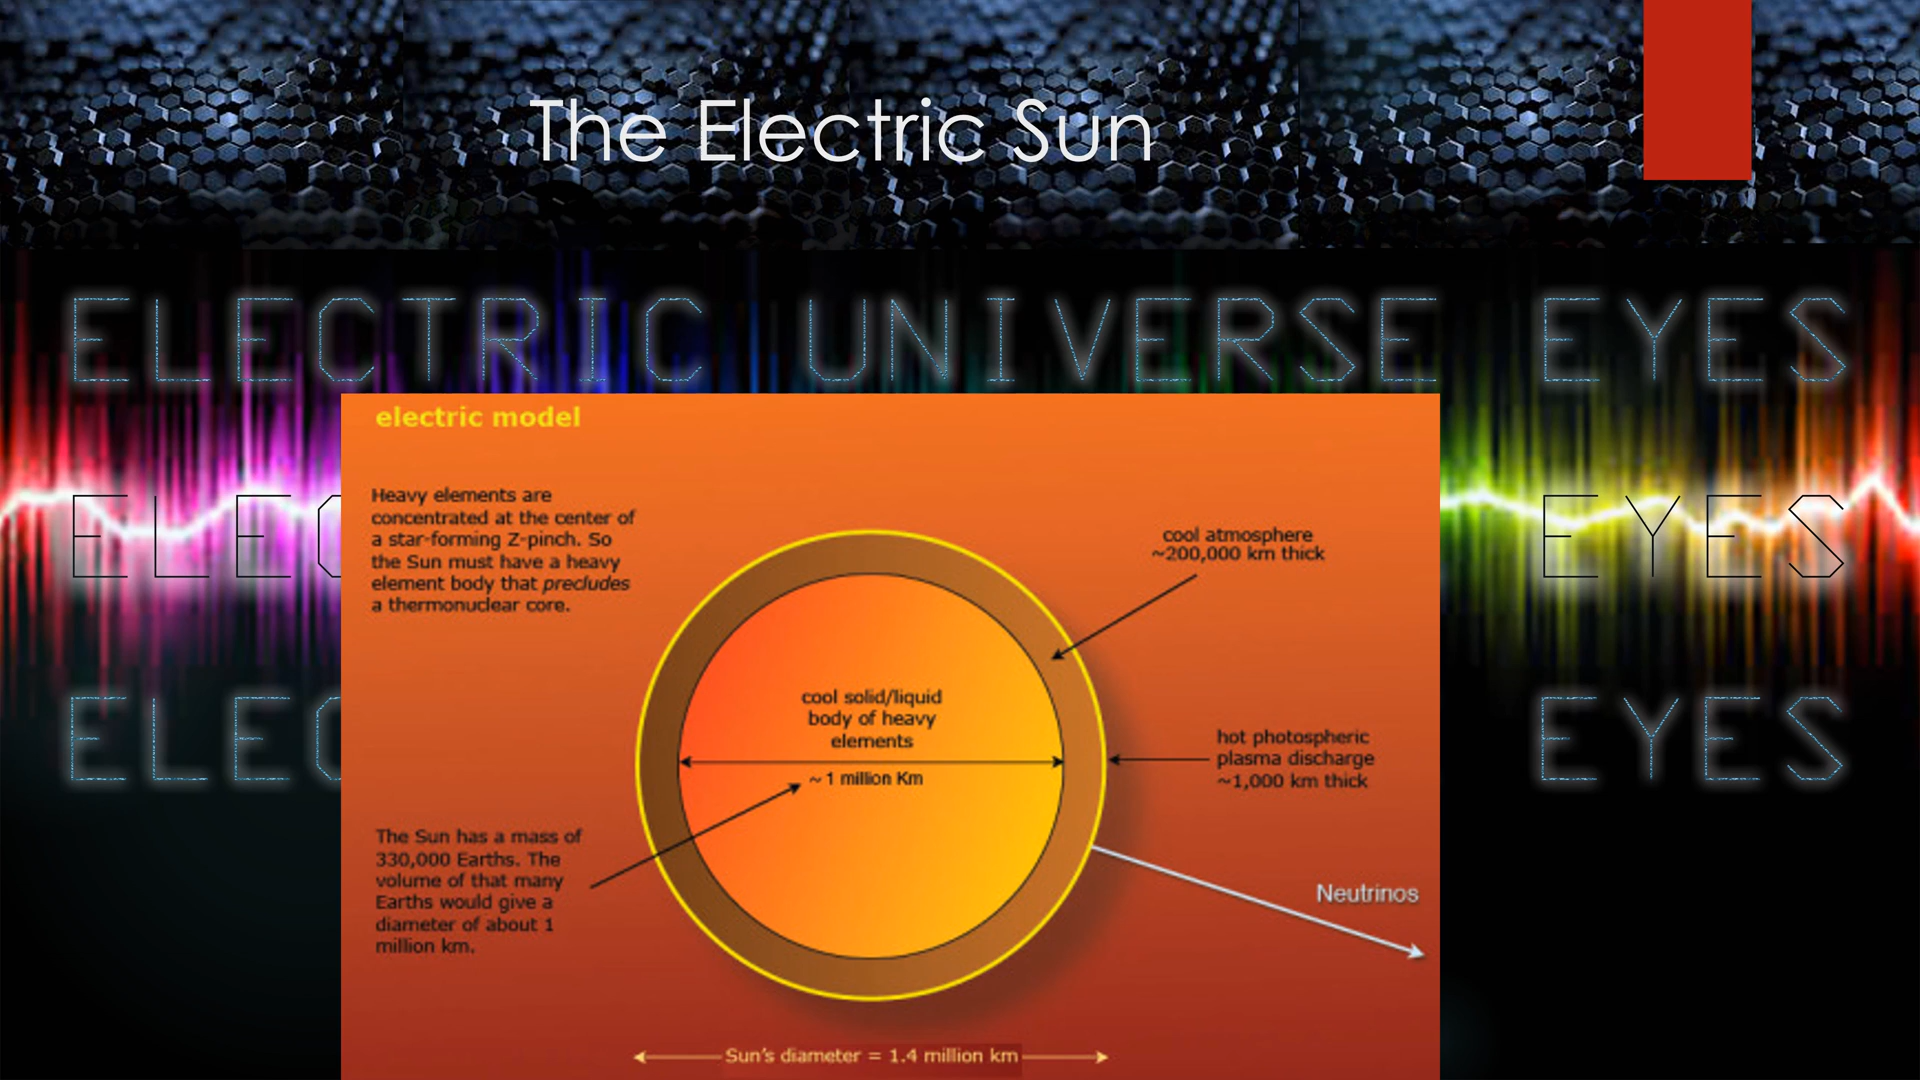 The Electric Sun
ELECTRIC UNIVERSE EYES
electric model
Heavy elements are
concentrated at the center of
a star-forming Z-pinch. So
the Sun must have a heavy
element body that precludes
a thermonuclear core.
cool atmosphere
~200,000 km thick
ELEC EYES
cool solid/liquid
body of heavy
elements
~ 1 million Km
hot photospheric
plasma discharge
~1,000 km thick
ELEC EYES
The Sun has a mass of
330,000 Earths. The
volume of that many
Earths would give a
diameter of about 1
million km.
Neutrinos
Sun's diameter = 1.4 million km